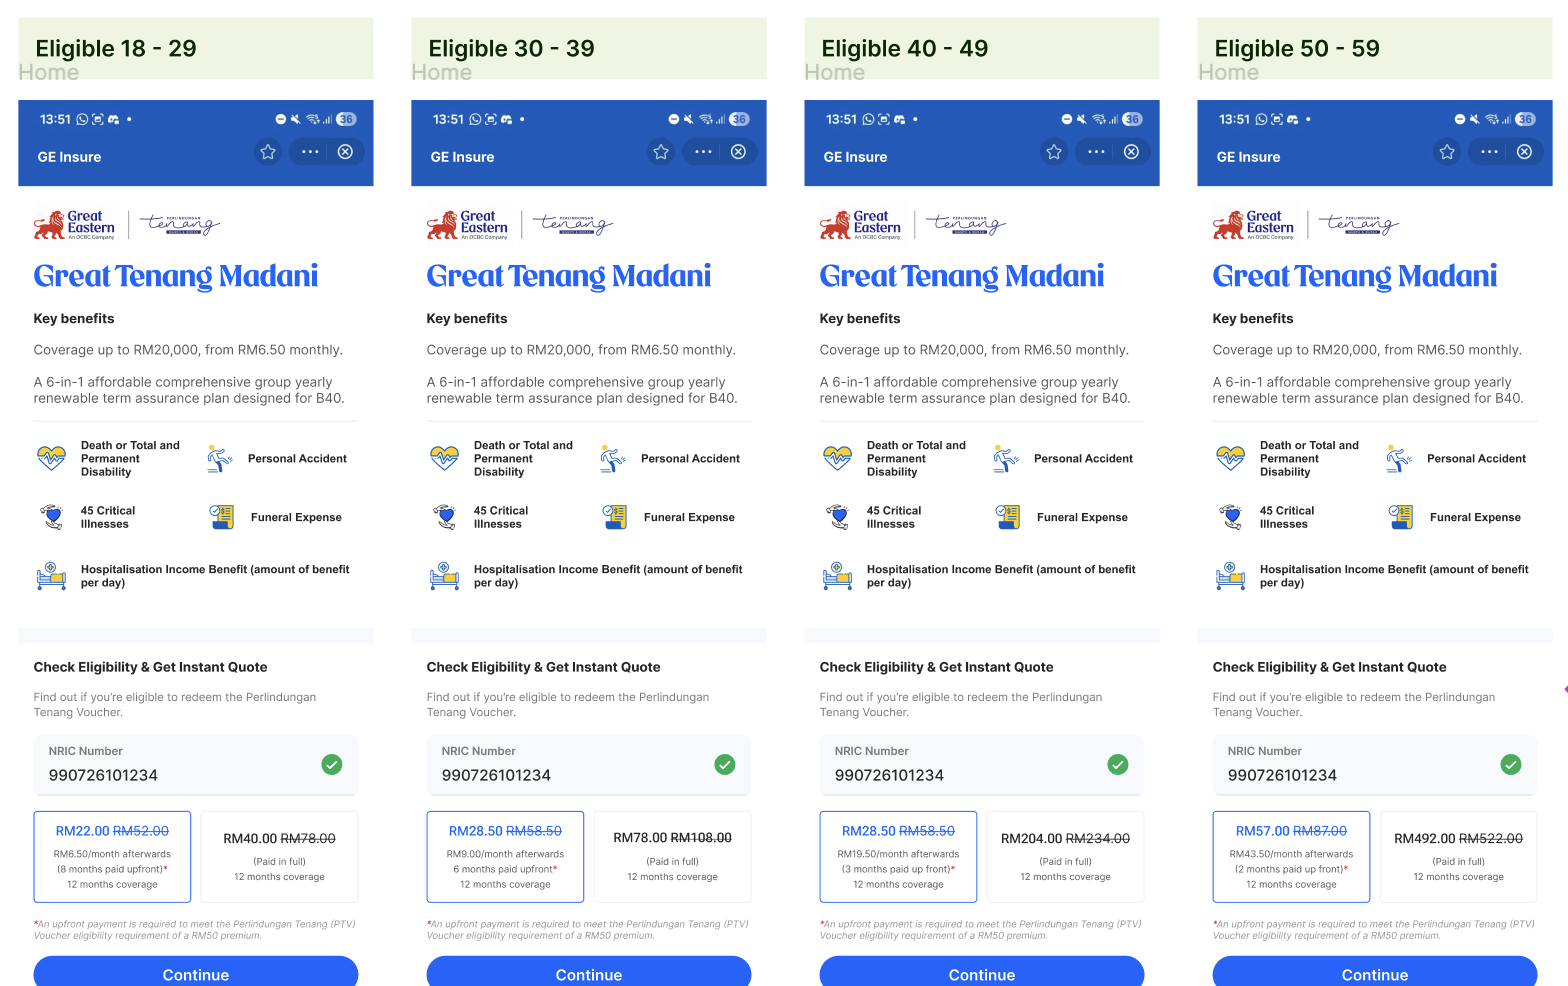 Eligible 18 - 29
Home
13:51
36
GE Insure
Great
Eastern
An OCBC Company
PERLINDUNGAN
tenang
Great Tenang Madani
Key benefits
Coverage up to RM20,000, from RM6.50 monthly.
A 6-in-1 affordable comprehensive group yearly
renewable term assurance plan designed for B40.
Death or Total and
Permanent
Disability
Personal Accident
45 Critical
Illnesses
Funeral Expense
Hospitalisation Income Benefit (amount of benefit
per day)
Check Eligibility & Get Instant Quote
Find out if you're eligible to redeem the Perlindungan
Tenang Voucher.
NRIC Number
990726101234
RM22.00 RM52.00
RM6.50/month afterwards
(8 months paid upfront)*
12 months coverage
RM40.00 RM78.00
(Paid in full)
12 months coverage
*An upfront payment is required to meet the Perlindungan Tenang (PTV)
Voucher eligibility requirement of a RM50 premium.
Continue
Eligible 30 - 39
Home
13:51
36
GE Insure
Great
Eastern
An OCBC Company
PERLINDUNGAN
tenang
Great Tenang Madani
Key benefits
Coverage up to RM20,000, from RM6.50 monthly.
A 6-in-1 affordable comprehensive group yearly
renewable term assurance plan designed for B40.
Death or Total and
Permanent
Disability
Personal Accident
45 Critical
Illnesses
Funeral Expense
Hospitalisation Income Benefit (amount of benefit
per day)
Check Eligibility & Get Instant Quote
Find out if you're eligible to redeem the Perlindungan
Tenang Voucher.
NRIC Number
990726101234
RM28.50 RM58.50
RM9.00/month afterwards
6 months paid upfront*
12 months coverage
RM78.00 RM108.00
(Paid in full)
12 months coverage
*An upfront payment is required to meet the Perlindungan Tenang (PTV)
Voucher eligibility requirement of a RM50 premium.
Continue
Eligible 40 - 49
Home
13:51
36
GE Insure
Great
Eastern
An OCBC Company
PERLINDUNGAN
tenang
Great Tenang Madani
Key benefits
Coverage up to RM20,000, from RM6.50 monthly.
A 6-in-1 affordable comprehensive group yearly
renewable term assurance plan designed for B40.
Death or Total and
Permanent
Disability
Personal Accident
45 Critical
Illnesses
Funeral Expense
Hospitalisation Income Benefit (amount of benefit
per day)
Check Eligibility & Get Instant Quote
Find out if you're eligible to redeem the Perlindungan
Tenang Voucher.
NRIC Number
990726101234
RM28.50 RM58.50
RM19.50/month afterwards
(3 months paid up front)*
12 months coverage
RM204.00 RM234.00
(Paid in full)
12 months coverage
*An upfront payment is required to meet the Perlindungan Tenang (PTV)
Voucher eligibility requirement of a RM50 premium.
Continue
Eligible 50 - 59
Home
13:51
36
GE Insure
Great
Eastern
An OCBC Company
PERLINDUNGAN
tenang
Great Tenang Madani
Key benefits
Coverage up to RM20,000, from RM6.50 monthly.
A 6-in-1 affordable comprehensive group yearly
renewable term assurance plan designed for B40.
Death or Total and
Permanent
Disability
Personal Accident
45 Critical
Illnesses
Funeral Expense
Hospitalisation Income Benefit (amount of benefit
per day)
Check Eligibility & Get Instant Quote
Find out if you're eligible to redeem the Perlindungan
Tenang Voucher.
NRIC Number
990726101234
RM57.00 RM87.00
RM43.50/month afterwards
(2 months paid up front)*
12 months coverage
RM492.00 RM522.00
(Paid in full)
12 months coverage
*An upfront payment is required to meet the Perlindungan Tenang (PTV)
Voucher eligibility requirement of a RM50 premium.
Continue